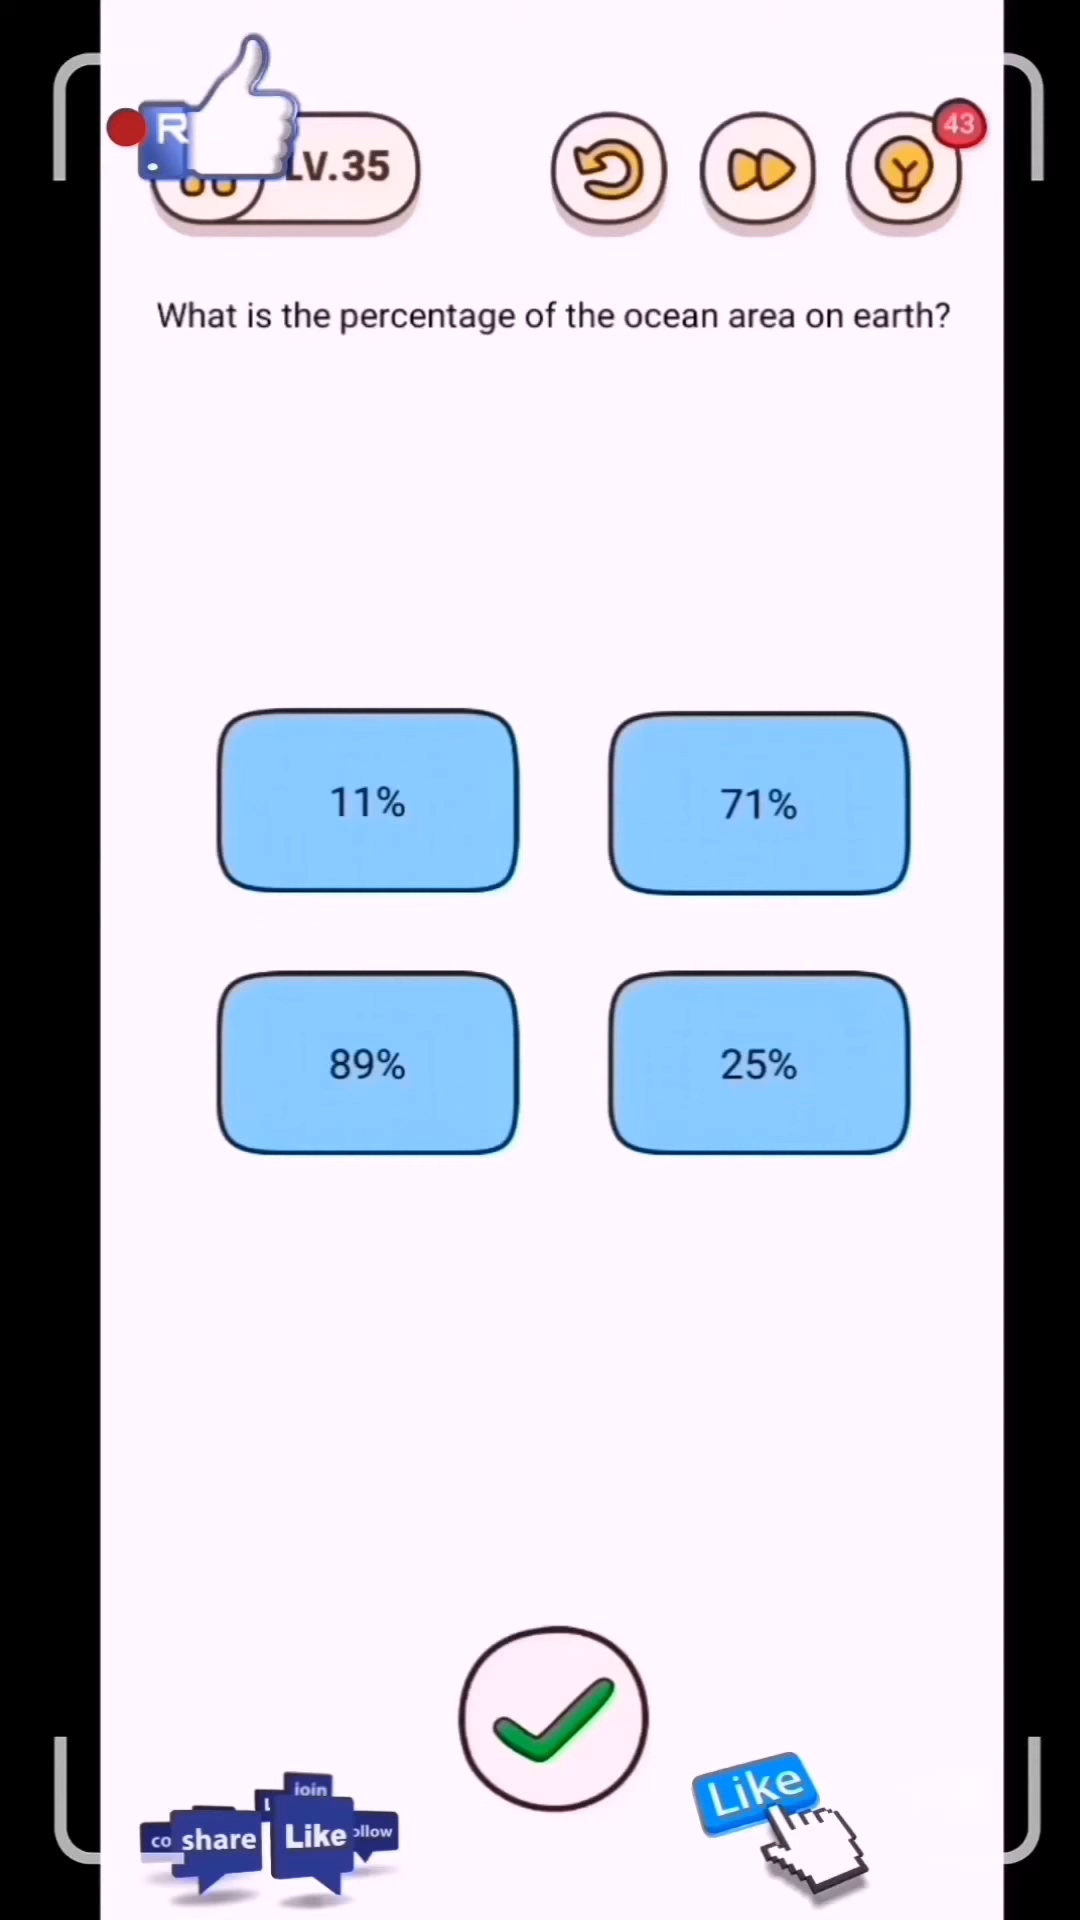 R
LV.35
43
What is the percentage of the ocean area on earth?
11%
71%
89%
25%
join
share
Like
Like